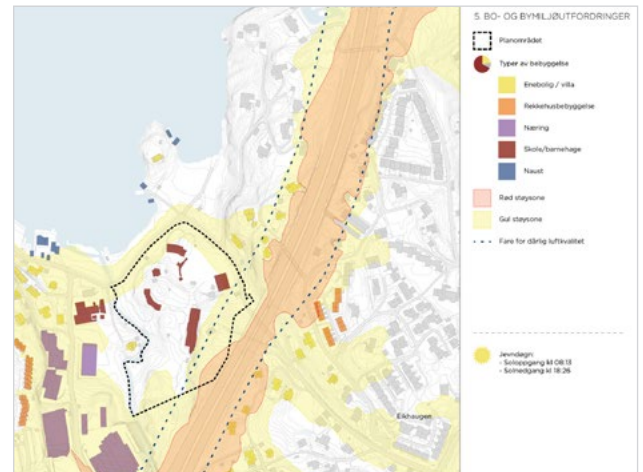 5. BO- OG BYMILJØUTFORDRINGER
Planområdet
Typer av bebyggelse
Enebolig / villa
Rekkehusbebyggelse
Næring
Skole/barnehage
Naust
Rød støysone
Gul støysone
Fare for dårlig luftkvalitet
Jevndøgn:
- Soloppgang kl 08:13
- Solnedgang kl 18:26
Eikhaugen